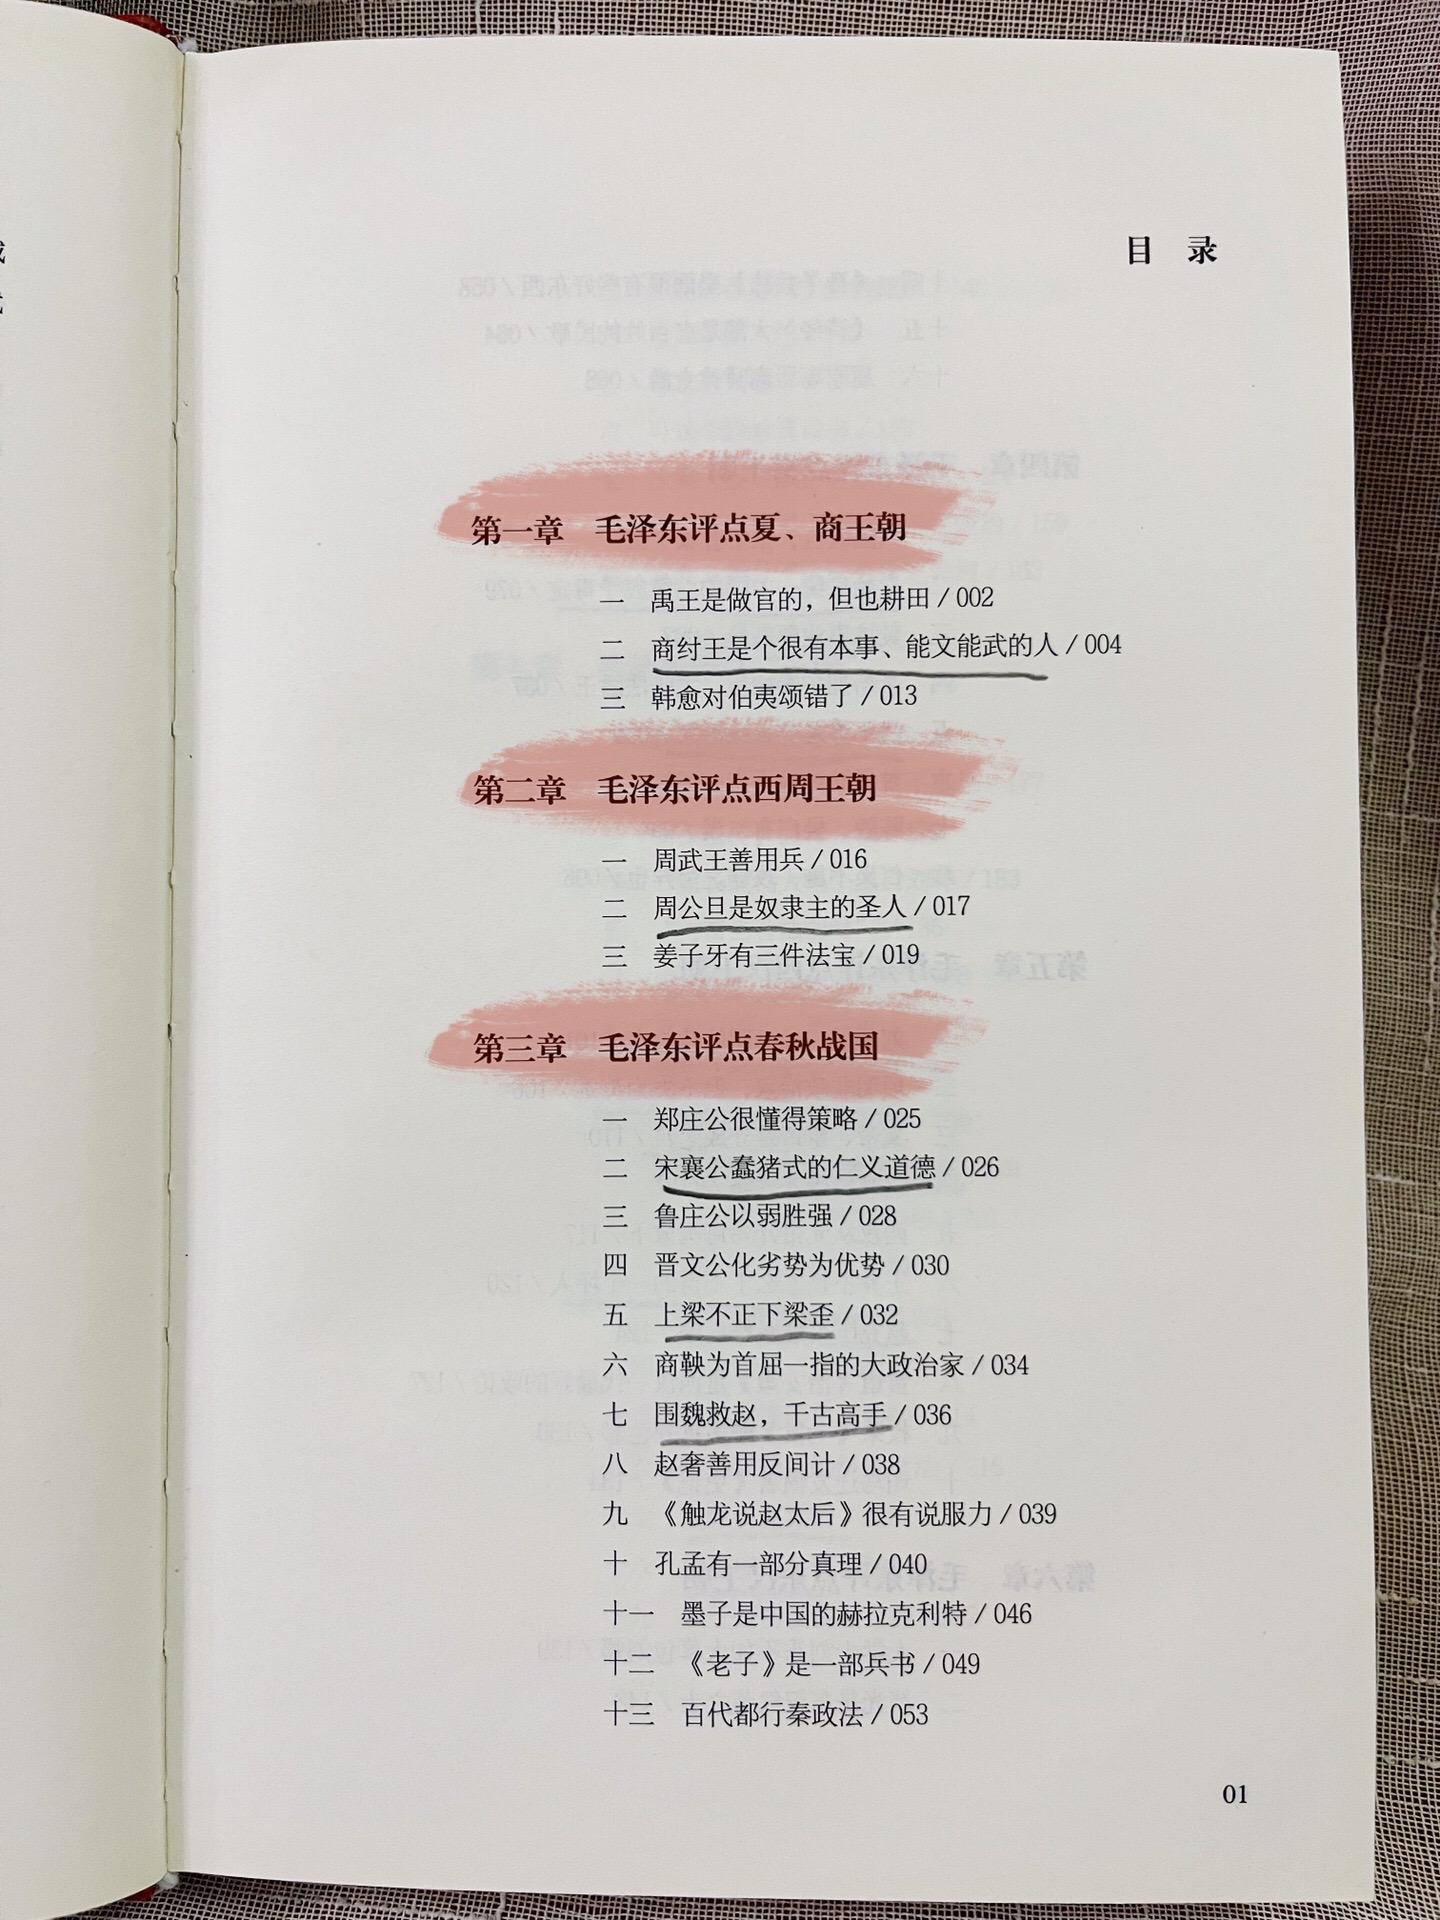 目 录
第一章 毛泽东评点夏、商王朝
一 禹王是做官的，但也耕田 / 002
二 商纣王是个很有本事、能文能武的人 / 004
三 韩愈对伯夷颂错了 / 013
第二章 毛泽东评点西周王朝
一 周武王善用兵 / 016
二 周公旦是奴隶主的圣人 / 017
三 姜子牙有三件法宝 / 019
第三章 毛泽东评点春秋战国
一 郑庄公很懂得策略 / 025
二 宋襄公蠢猪式的仁义道德 / 026
三 鲁庄公以弱胜强 / 028
四 晋文公化劣势为优势 / 030
五 上梁不正下梁歪 / 032
六 商鞅为首屈一指的大政治家 / 034
七 围魏救赵，千古高手 / 036
八 赵奢善用反间计 / 038
九 《触龙说赵太后》很有说服力 / 039
十 孔孟有一部分真理 / 040
十一 墨子是中国的赫拉克利特 / 046
十二 《老子》是一部兵书 / 049
十三 百代都行秦政法 / 053
01